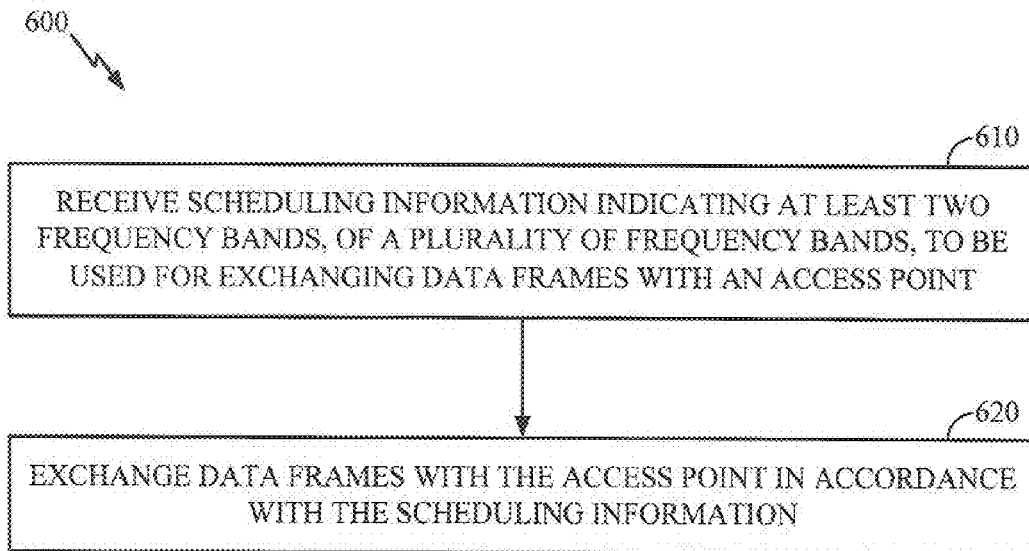 600
610
RECEIVE SCHEDULING INFORMATION INDICATING AT LEAST TWO
FREQUENCY BANDS, OF A PLURALITY OF FREQUENCY BANDS, TO BE
USED FOR EXCHANGING DATA FRAMES WITH AN ACCESS POINT
620
EXCHANGE DATA FRAMES WITH THE ACCESS POINT IN ACCORDANCE
WITH THE SCHEDULING INFORMATION